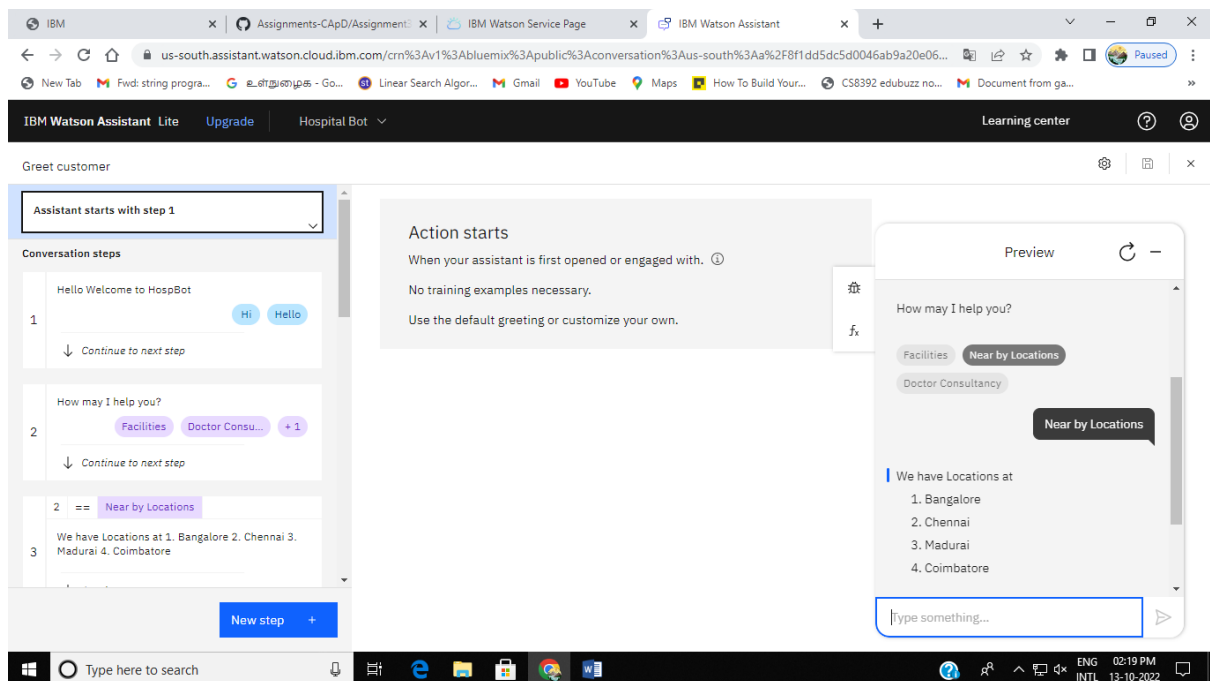 IBM
Assignments-CApD/Assignment
IBM Watson Service Page
IBM Watson Assistant
us-south.assistant.watson.cloud.ibm.com/crn%3Av1%3Abluemix%3Apublic%3Aconversation%3Aus-south%3Aa%2F8f1dd5dc5d0046ab9a20e06...
Paused
New Tab
Fwd: string progra...
உள்நுழைக - Go...
Linear Search Algor...
Gmail
YouTube
Maps
How To Build Your...
CS8392 edubuzz no...
Document from ga...
»
IBM Watson Assistant Lite
Upgrade
Hospital Bot
Learning center
Greet customer
Assistant starts with step 1
Conversation steps
1
Hello Welcome to HospBot
Hi
Hello
Continue to next step
2
How may I help you?
Facilities
Doctor Consu...
+ 1
Continue to next step
2 == Near by Locations
3
We have Locations at 1. Bangalore 2. Chennai 3.
Madurai 4. Coimbatore
New step +
Action starts
When your assistant is first opened or engaged with.
No training examples necessary.
Use the default greeting or customize your own.
Preview
How may I help you?
Facilities
Near by Locations
Doctor Consultancy
Near by Locations
We have Locations at
1. Bangalore
2. Chennai
3. Madurai
4. Coimbatore
Type something...
Type here to search
ENG
INTL
02:19 PM
13-10-2022